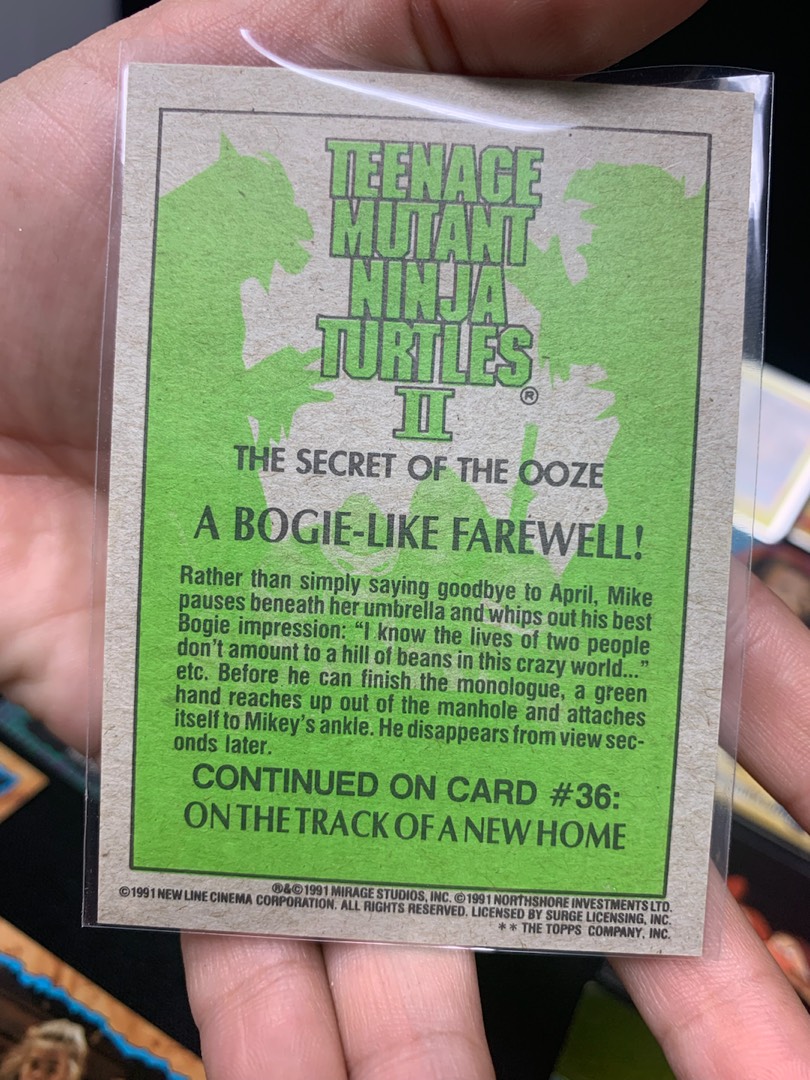 TEENAGE
MUTANT
NINJA
TURTLES®
II
THE SECRET OF THE OOZE
A BOGIE-LIKE FAREWELL!
Rather than simply saying goodbye to April, Mike
pauses beneath her umbrella and whips out his best
Bogie impression: “I know the lives of two people
don’t amount to a hill of beans in this crazy world...”
etc. Before he can finish the monologue, a green
hand reaches up out of the manhole and attaches
itself to Mikey’s ankle. He disappears from view sec-
onds later.
CONTINUED ON CARD #36:
ON THE TRACK OF A NEW HOME
®&©1991 MIRAGE STUDIOS, INC. ©1991 NORTHSHORE INVESTMENTS LTD.
©1991 NEW LINE CINEMA CORPORATION. ALL RIGHTS RESERVED. LICENSED BY SURGE LICENSING, INC.
** THE TOPPS COMPANY, INC.